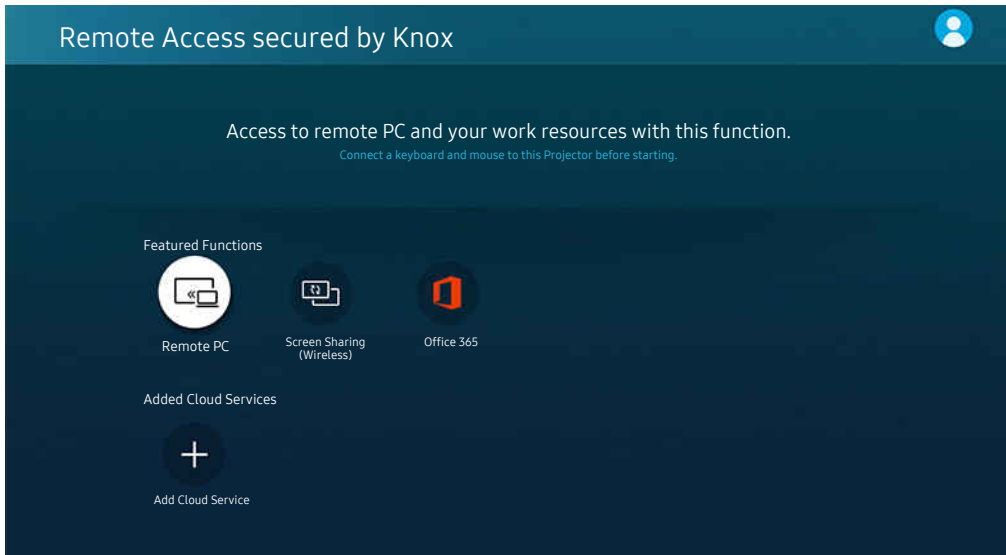 Remote Access secured by Knox
Access to remote PC and your work resources with this function.
Connect a keyboard and mouse to this Projector before starting.
Featured Functions
Remote PC
Screen Sharing
(Wireless)
Office 365
Added Cloud Services
Add Cloud Service